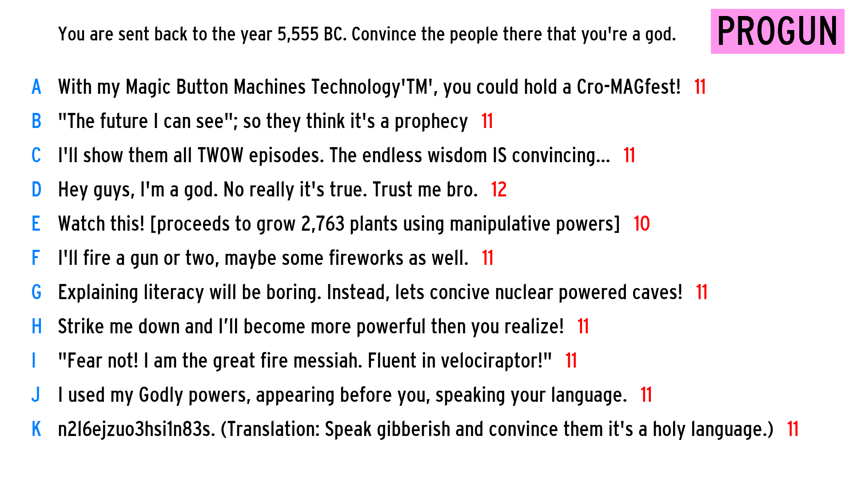 You are sent back to the year 5,555 BC. Convince the people there that you're a god. PROGUN
A With my Magic Button Machines Technology'TM', you could hold a Cro-MAGfest! 11
B "The future I can see"; so they think it's a prophecy 11
C I'll show them all TWOW episodes. The endless wisdom IS convincing... 11
D Hey guys, I'm a god. No really it's true. Trust me bro. 12
E Watch this! [proceeds to grow 2,763 plants using manipulative powers] 10
F I'll fire a gun or two, maybe some fireworks as well. 11
G Explaining literacy will be boring. Instead, lets concive nuclear powered caves! 11
H Strike me down and I’ll become more powerful then you realize! 11
I "Fear not! I am the great fire messiah. Fluent in velociraptor!" 11
J I used my Godly powers, appearing before you, speaking your language. 11
K n2l6ejzuo3hsi1n83s. (Translation: Speak gibberish and convince them it's a holy language.) 11